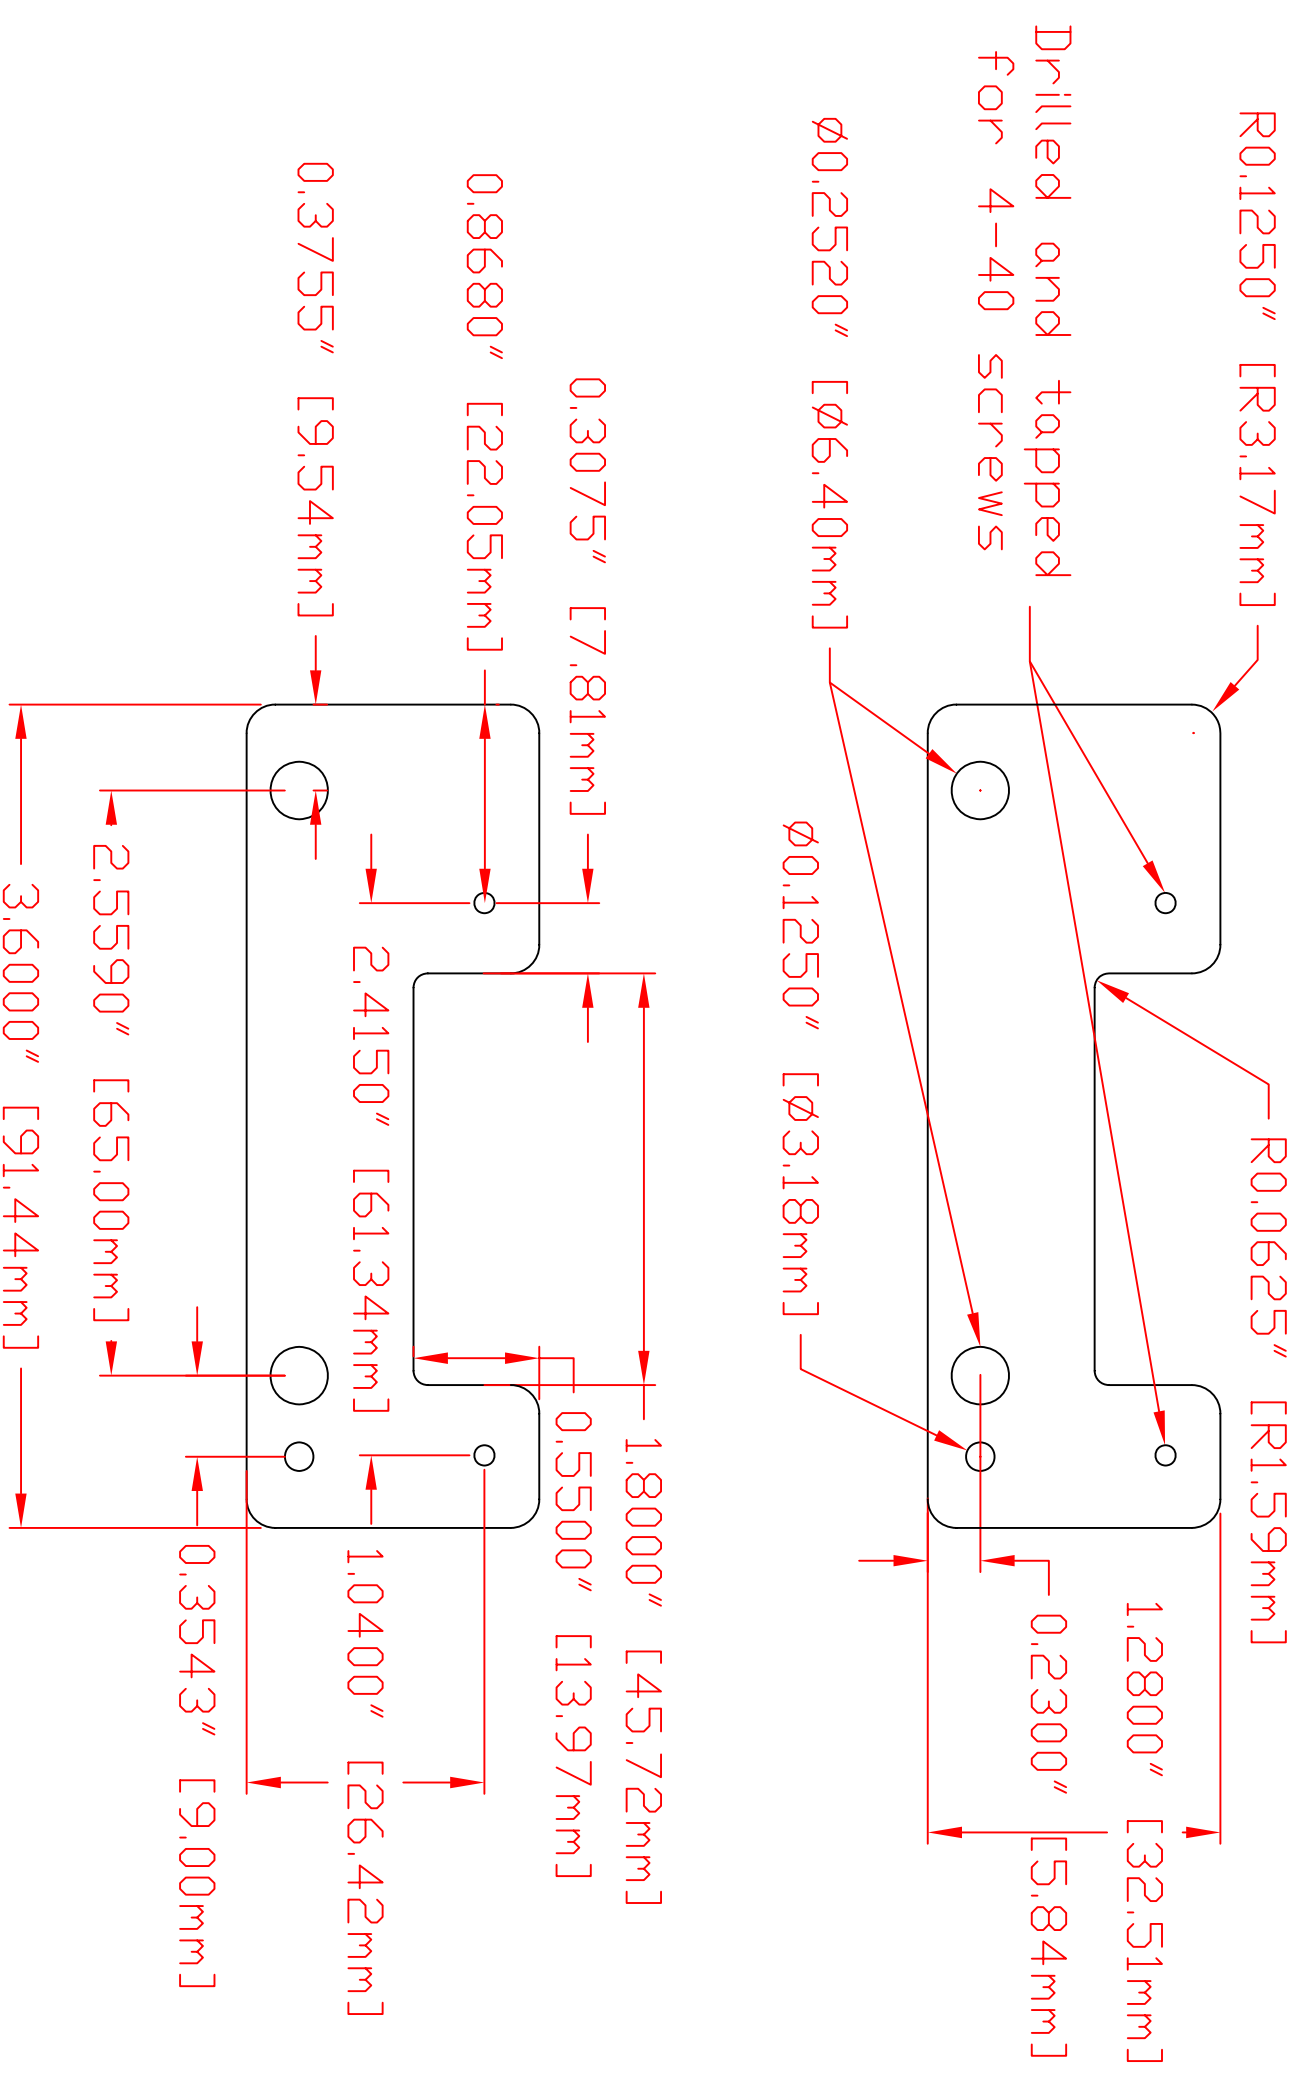 R0.1250" [R3.17mm]
Drilled and tapped
for 4-40 screws
Ø0.2520" [Ø6.40mm]
R0.0625" [R1.59mm]
Ø0.1250" [Ø3.18mm]
1.2800" [32.51mm]
0.2300" [5.84mm]
1.8000" [45.72mm]
0.3075" [7.81mm]
0.5500" [13.97mm]
0.8680" [22.05mm]
2.4150" [61.34mm]
1.0400" [26.42mm]
0.3755" [9.54mm]
0.3543" [9.00mm]
2.5590" [65.00mm]
3.6000" [91.44mm]